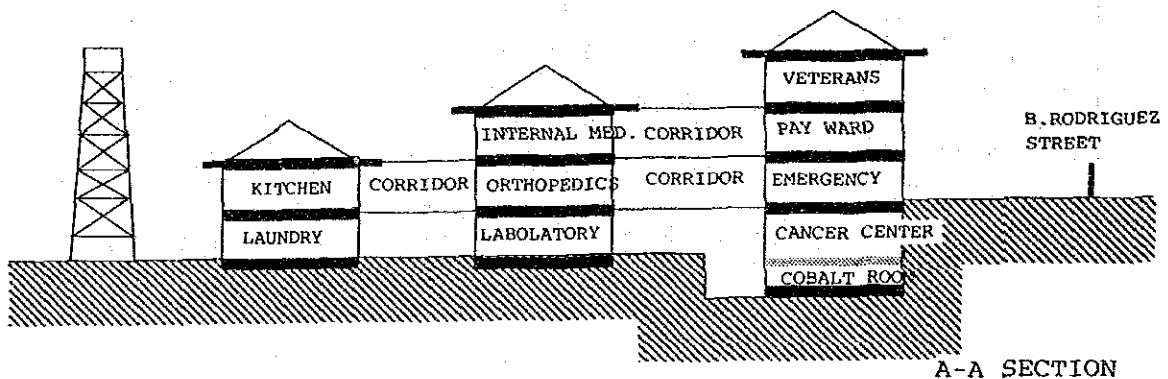 VETERANS
B.RODRIGUEZ
STREET
INTERNAL MED. CORRIDOR PAY WARD
KITCHEN CORRIDOR ORTHOPEDICS CORRIDOR EMERGENCY
LAUNDRY LABOLATORY CANCER CENTER
COBALT ROOM
A-A SECTION